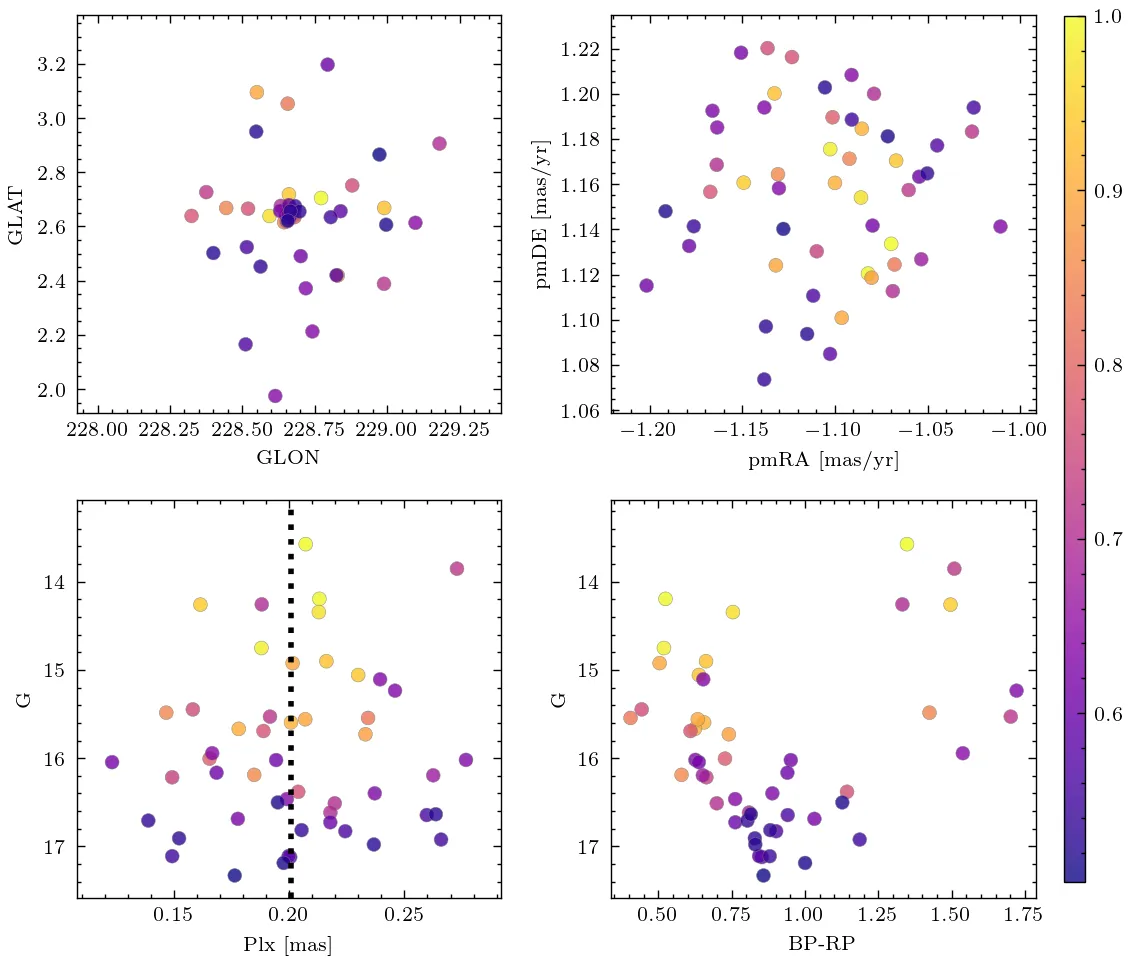 3.2
3.0
2.8
2.6
2.4
2.2
2.0
GLAT
228.00 228.25 228.50 228.75 229.00 229.25
GLON
1.22
1.20
1.18
1.16
1.14
1.12
1.10
1.08
1.06
pmDE [mas/yr]
−1.20 −1.15 −1.10 −1.05 −1.00
pmRA [mas/yr]
14
15
16
17
G
0.15 0.20 0.25
Plx [mas]
14
15
16
17
G
0.50 0.75 1.00 1.25 1.50 1.75
BP-RP
1.0
0.9
0.8
0.7
0.6